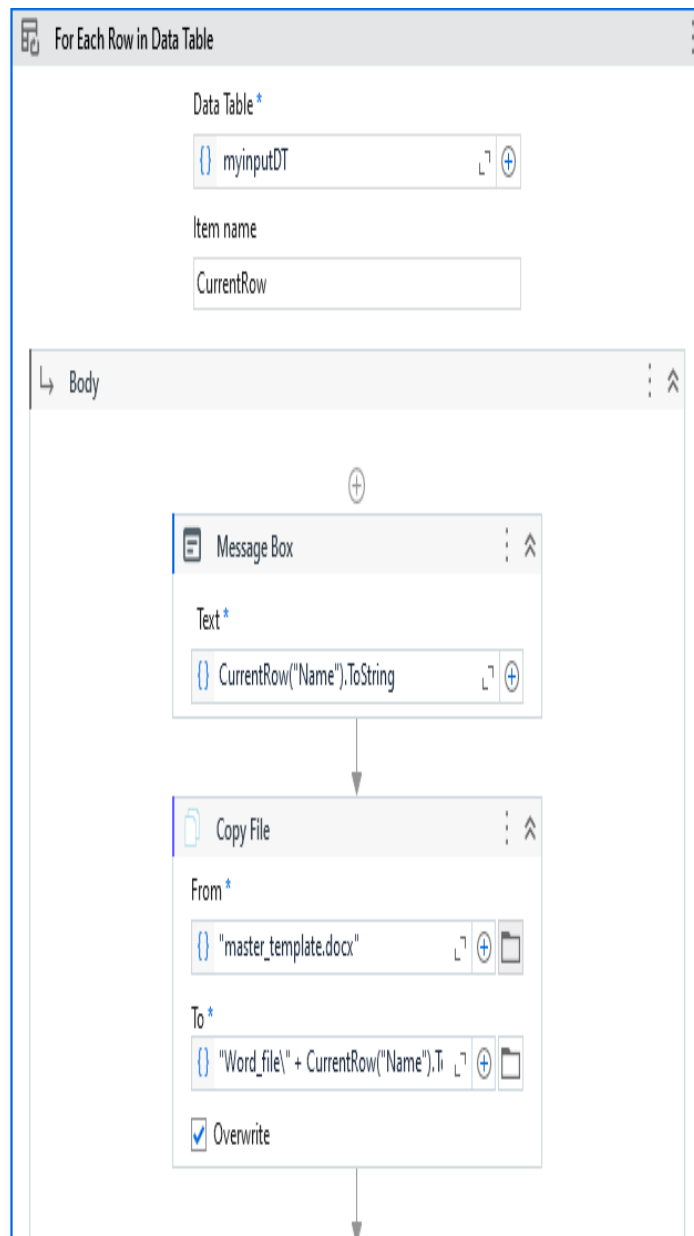 For Each Row in Data Table
Data Table *
{} myinputDT
Item name
CurrentRow
Body
Message Box
Text *
{} CurrentRow("Name").ToString
Copy File
From *
{} "master_template.docx"
To *
{} "Word_file\" + CurrentRow("Name").T
Overwrite